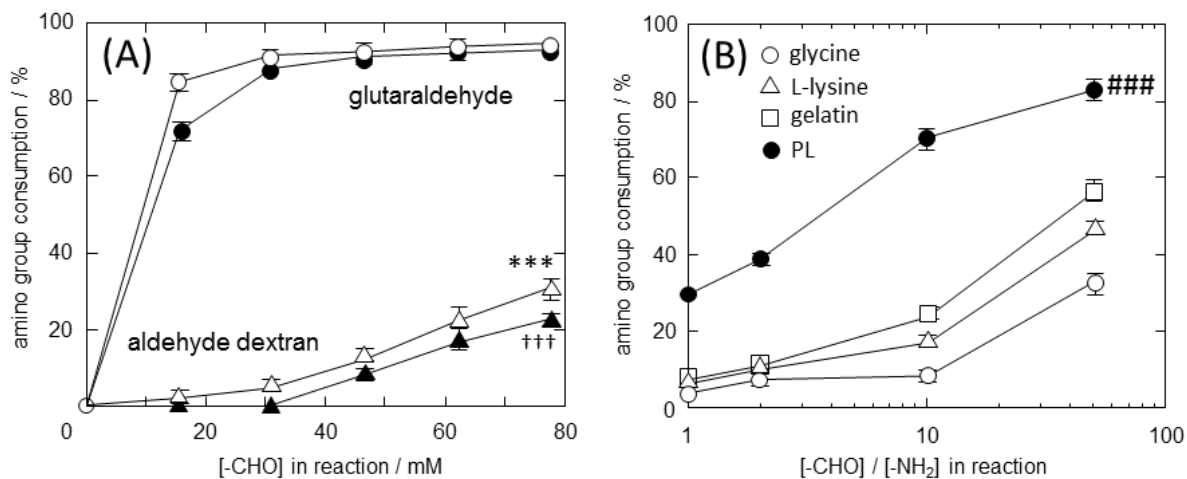 (A)
amino group consumption / %
100
80
60
40
20
0
20
40
60
80
[-CHO] in reaction / mM
glutaraldehyde
aldehyde dextran
***
†††
(B)
amino group consumption / %
100
80
60
40
20
0
1
10
100
[-CHO] / [-NH₂] in reaction
glycine
L-lysine
gelatin
PL
###